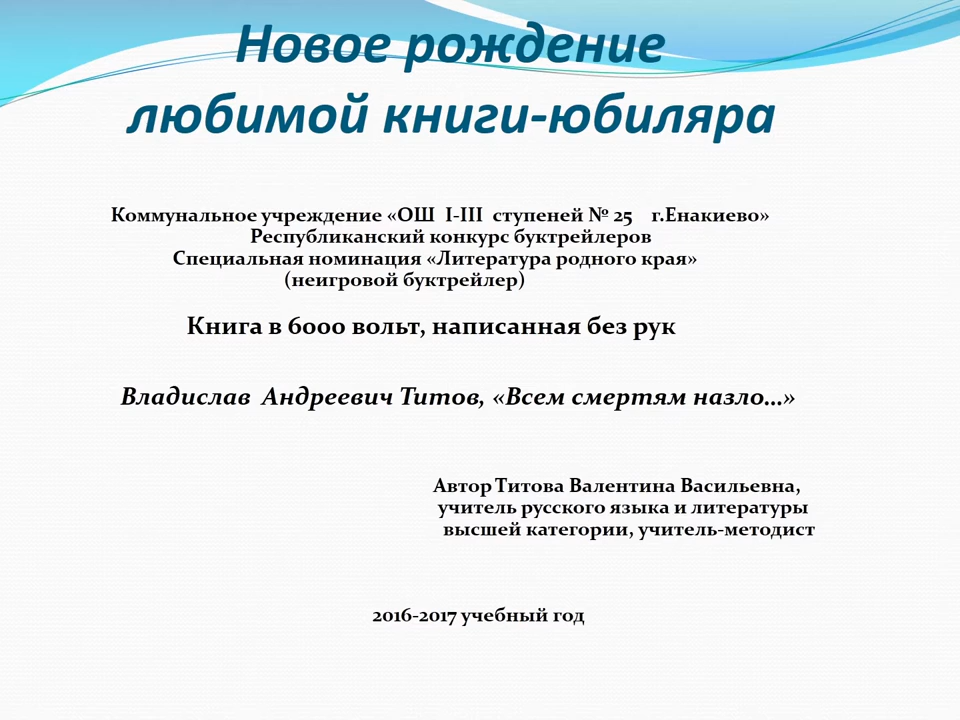 Новое рождение
любимой книги-юбиляра
Коммунальное учреждение «ОШ I-III ступеней № 25 г.Енакиево»
Республиканский конкурс буктрейлеров
Специальная номинация «Литература родного края»
(неигровой буктрейлер)
Книга в 6000 вольт, написанная без рук
Владислав Андреевич Титов, «Всем смертям назло...»
Автор Титова Валентина Васильевна,
учитель русского языка и литературы
высшей категории, учитель-методист
2016-2017 учебный год